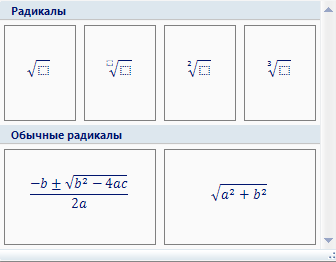 Радикалы
√ √ ²√ ³√
Обычные радикалы
−b ± √b² − 4ac
2a
√a² + b²